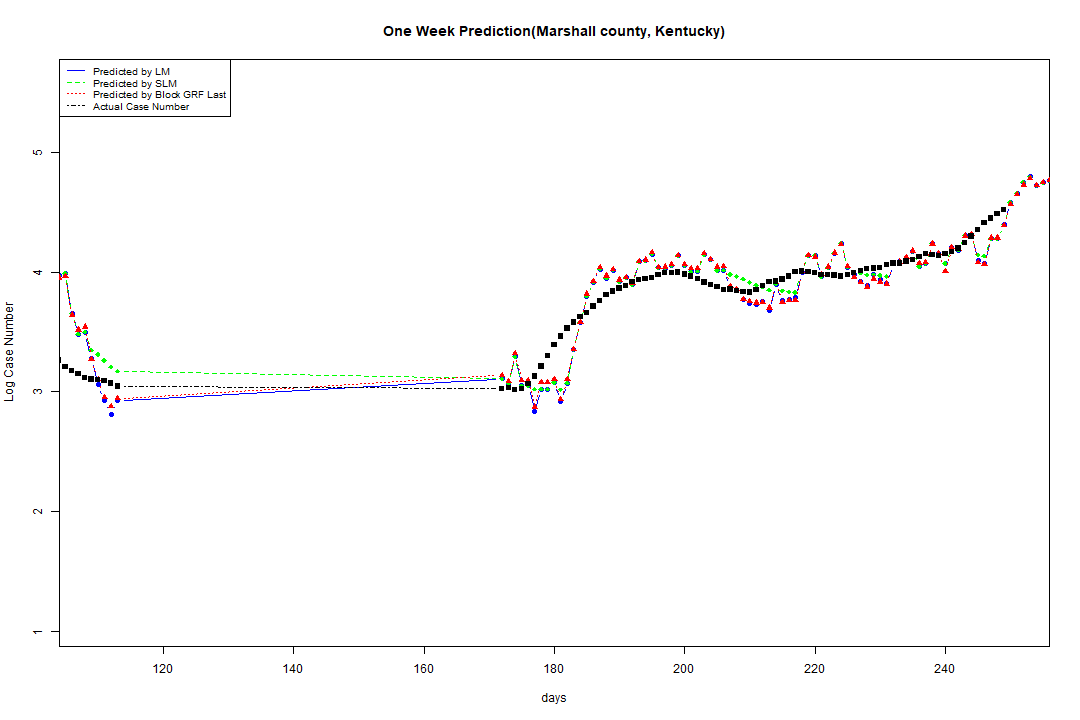 One Week Prediction(Marshall county, Kentucky)
Predicted by LM
Predicted by SLM
Predicted by Block GRF Last
Actual Case Number
5
4
3
2
1
Log Case Number
120 140 160 180 200 220 240
days